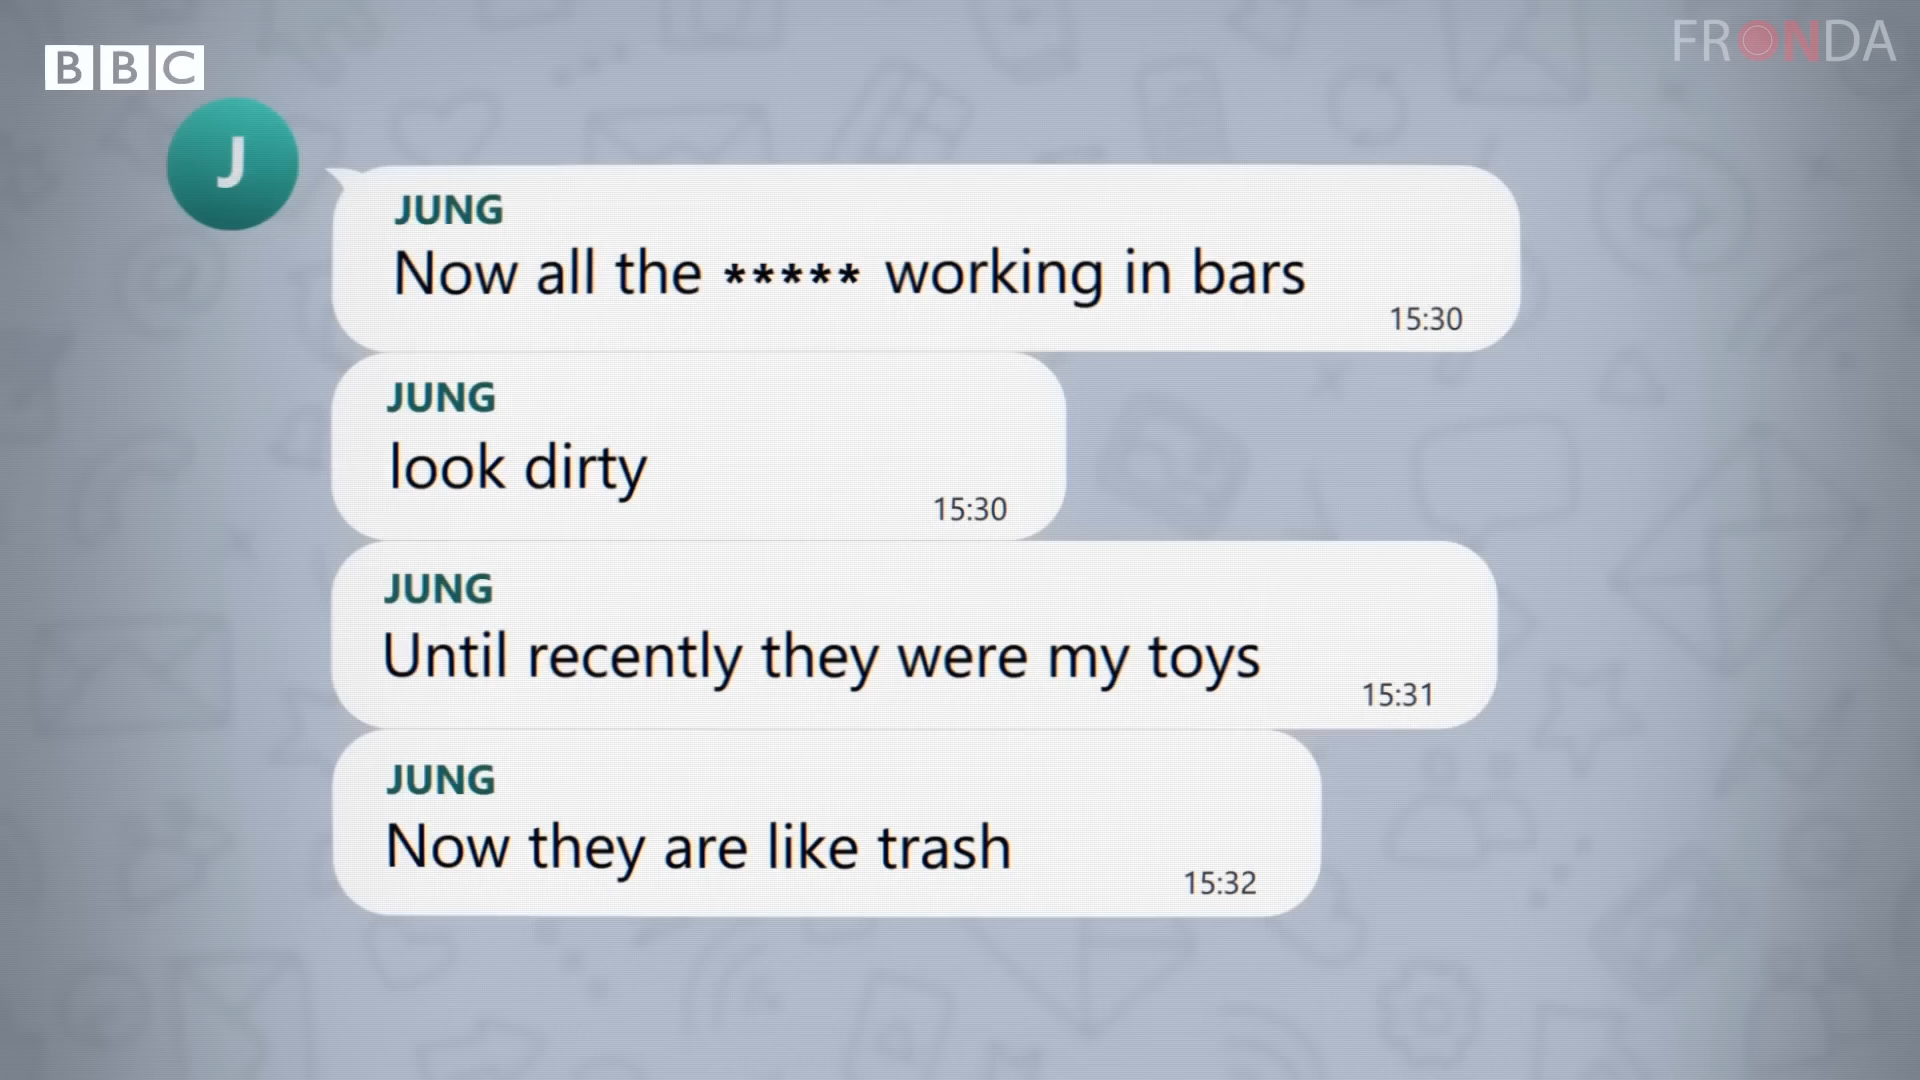 BBC
FRONDA
J
JUNG
Now all the ***** working in bars
15:30
JUNG
look dirty
15:30
JUNG
Until recently they were my toys
15:31
JUNG
Now they are like trash
15:32